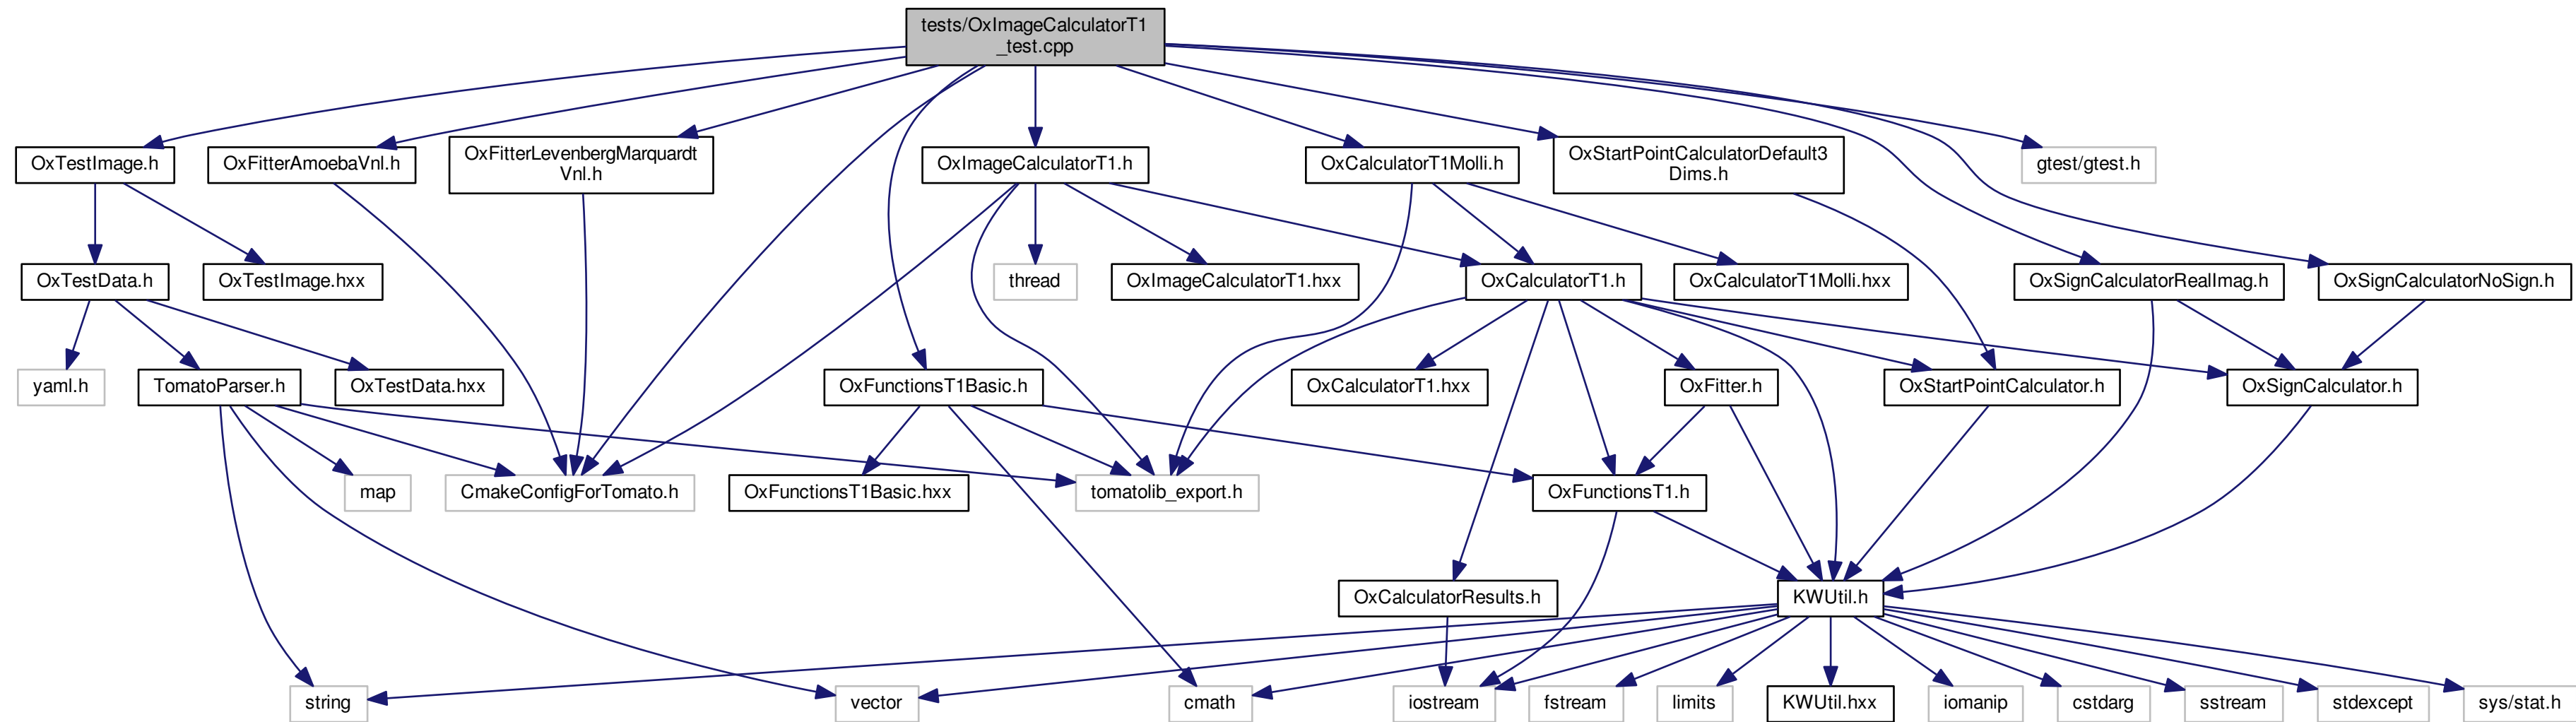 tests/OxImageCalculatorT1
_test.cpp
OxTestImage.h
OxFitterAmoebaVnl.h
OxFitterLevenbergMarquardt
Vnl.h
OxImageCalculatorT1.h
OxCalculatorT1Molli.h
OxStartPointCalculatorDefault3
Dims.h
gtest/gtest.h
OxTestData.h
OxTestImage.hxx
thread
OxImageCalculatorT1.hxx
OxCalculatorT1.h
OxCalculatorT1Molli.hxx
OxSignCalculatorRealImag.h
OxSignCalculatorNoSign.h
yaml.h
TomatoParser.h
OxTestData.hxx
OxFunctionsT1Basic.h
OxCalculatorT1.hxx
OxFitter.h
OxStartPointCalculator.h
OxSignCalculator.h
map
CmakeConfigForTomato.h
OxFunctionsT1Basic.hxx
tomatolib_export.h
OxFunctionsT1.h
OxCalculatorResults.h
KWUtil.h
string
vector
cmath
iostream
fstream
limits
KWUtil.hxx
iomanip
cstdarg
sstream
stdexcept
sys/stat.h